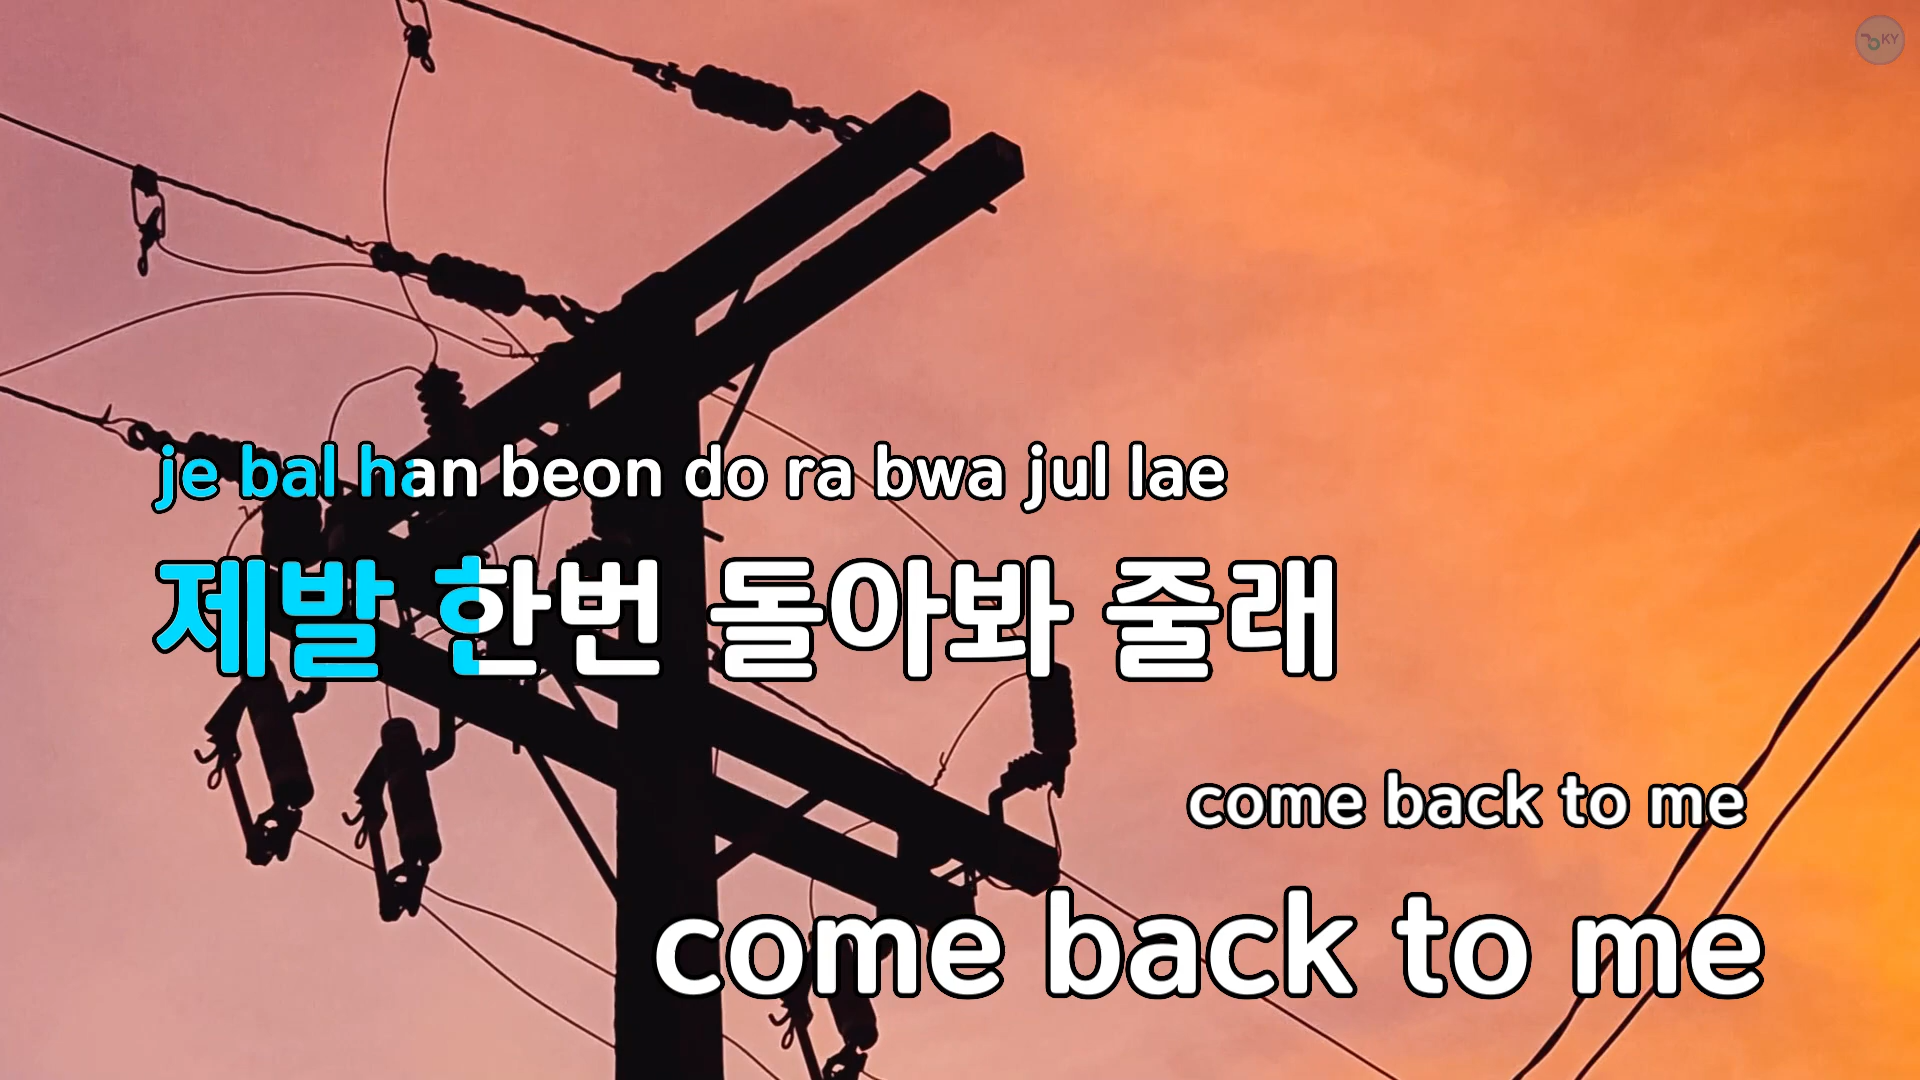 KY
je bal han beon do ra bwa jul lae
제발 한번 돌아봐 줄래
come back to me
come back to me